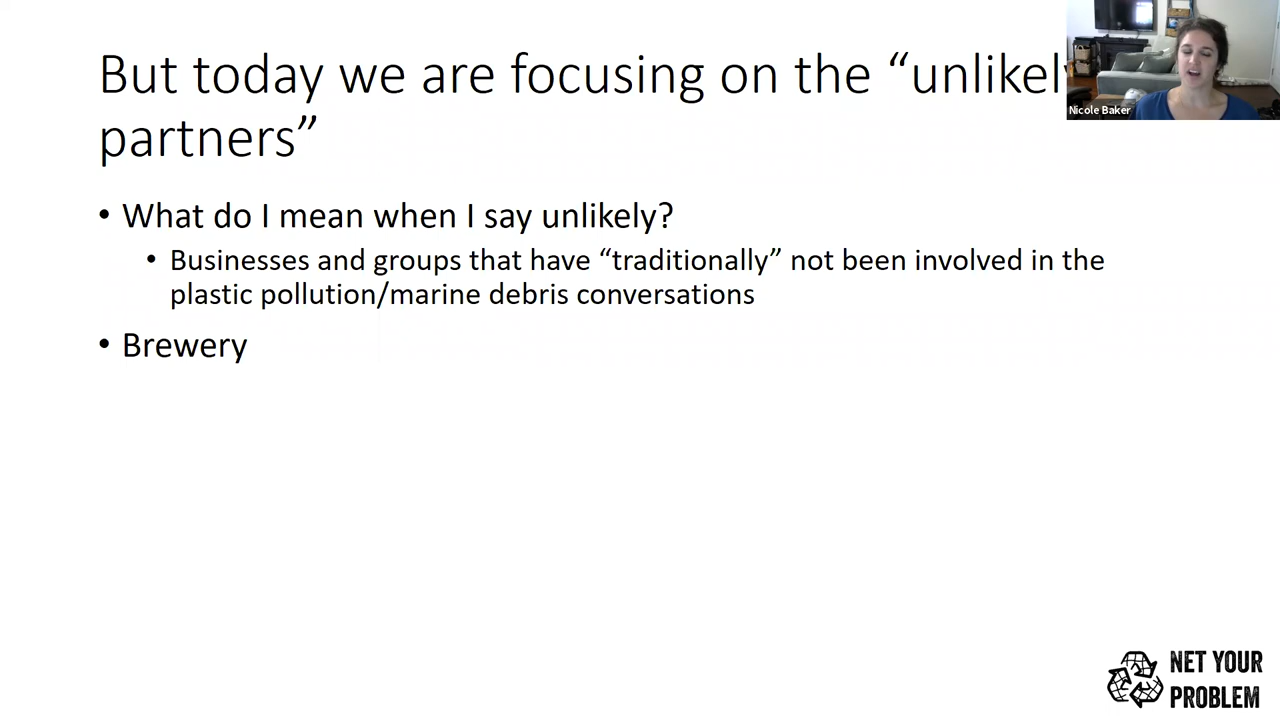 But today we are focusing on the “unlikely
partners”
• What do I mean when I say unlikely?
• Businesses and groups that have “traditionally” not been involved in the
plastic pollution/marine debris conversations
• Brewery
Nicole Baker
NET YOUR
PROBLEM